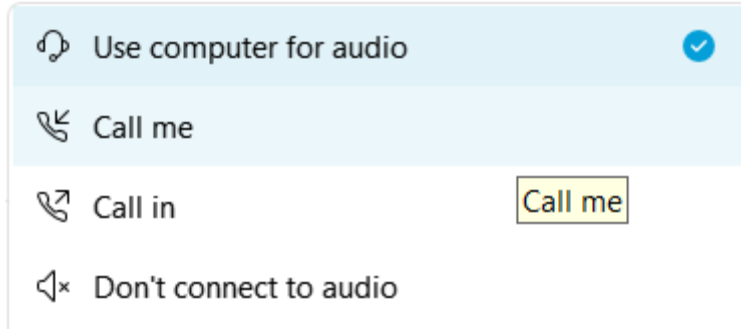 Use computer for audio
Call me
Call in
Call me
Don't connect to audio